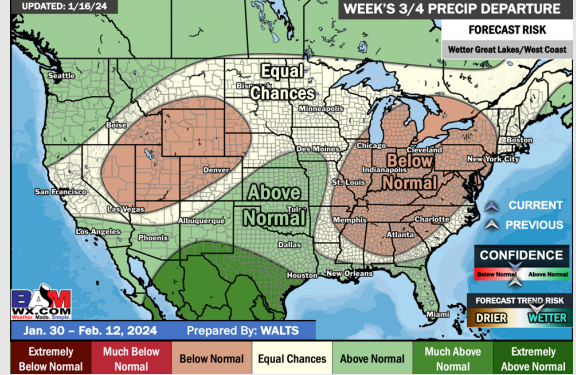 UPDATED: 1/16/24
WEEK'S 3/4 PRECIP DEPARTURE
FORECAST RISK
Wetter Great Lakes/West Coast
Seattle
Equal
Chances
Minneapolis
Boise
Boston
Des Moines
Chicago
Cleveland
New York City
Below
Normal
Indianapolis
Denver
St. Louis
San Francisco
Above
Normal
Las Vegas
Albuquerque
Memphis
Charlotte
CURRENT
PREVIOUS
Los Angeles
Phoenix
Atlanta
Dallas
CONFIDENCE
Below Normal
Above Normal
Houston
New Orleans
BAM
WX.COM
Weather. Made. Simple.
FORECAST TREND RISK
DRIER
WETTER
Miami
Jan. 30 – Feb. 12, 2024
Prepared By: WALTS
Extremely
Below Normal
Much Below
Normal
Below Normal
Equal Chances
Above Normal
Much Above
Normal
Extremely
Above Normal